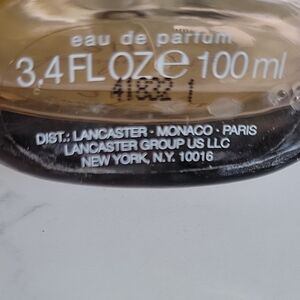 eau de parfum
3.4 FL OZ ℮ 100 ml
41832 1
DIST.: LANCASTER · MONACO · PARIS
LANCASTER GROUP US LLC
NEW YORK, N.Y. 10016